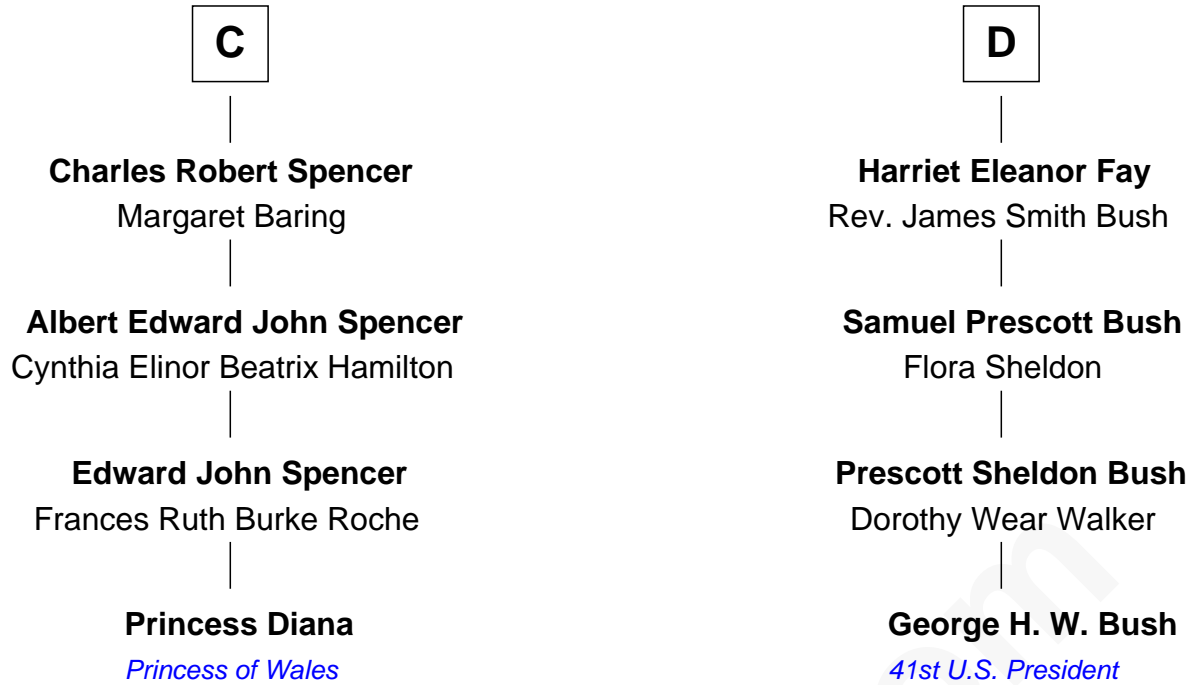 C
Charles Robert Spencer
Margaret Baring
Albert Edward John Spencer
Cynthia Elinor Beatrix Hamilton
Edward John Spencer
Frances Ruth Burke Roche
Princess Diana
Princess of Wales
D
Harriet Eleanor Fay
Rev. James Smith Bush
Samuel Prescott Bush
Flora Sheldon
Prescott Sheldon Bush
Dorothy Wear Walker
George H. W. Bush
41st U.S. President